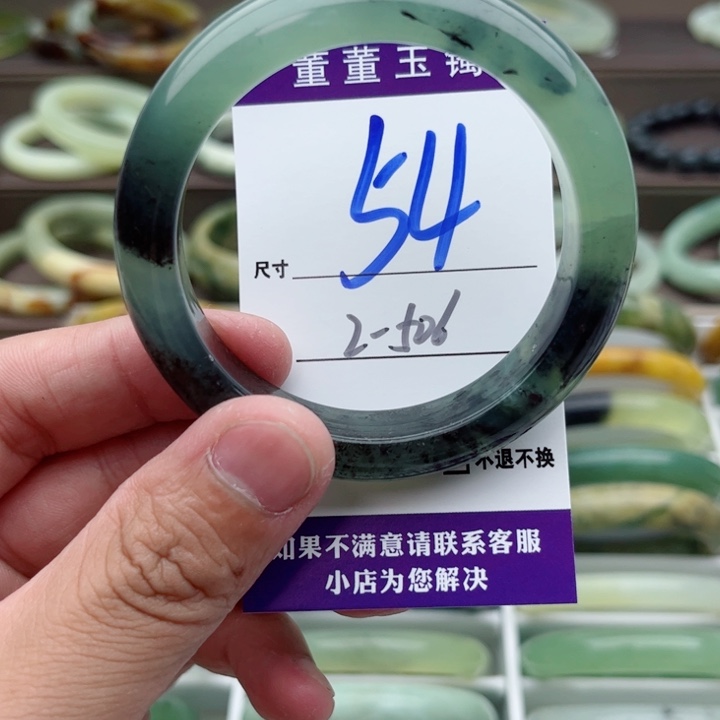 董董玉镯
54
尺寸
2-526
不退不换
如果不满意请联系客服
小店为您解决